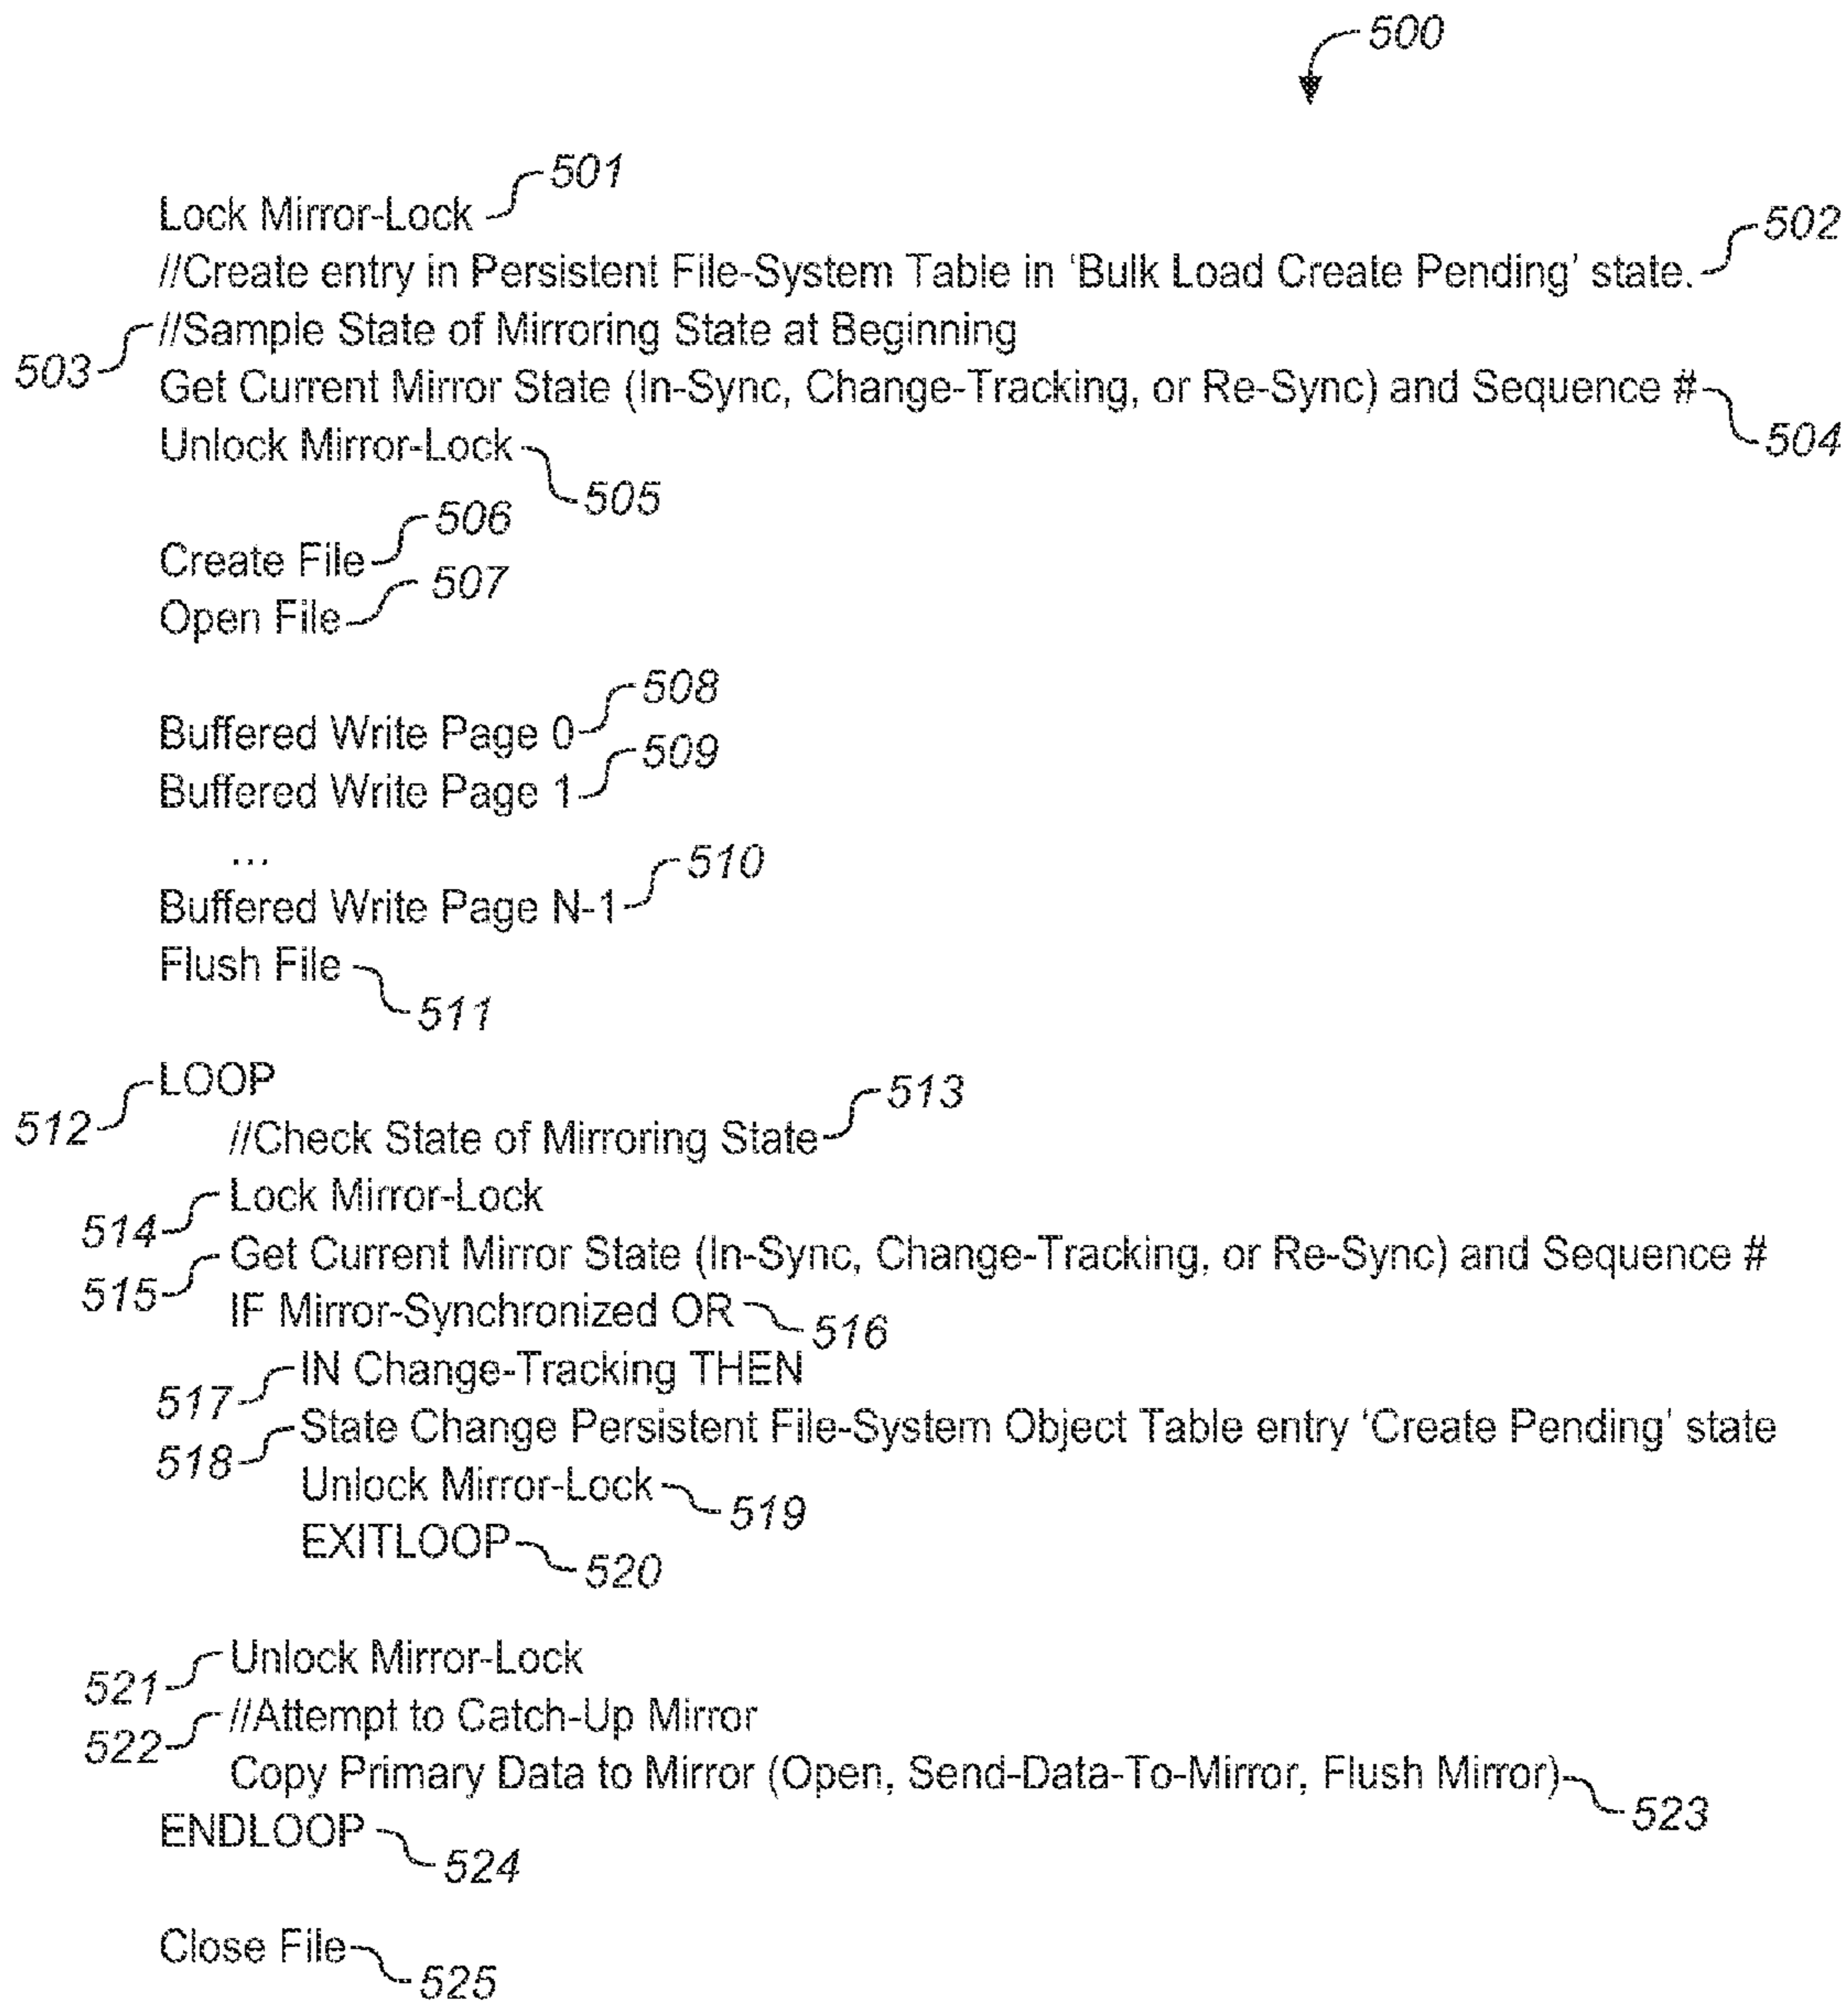 500
Lock Mirror-Lock 501
//Create entry in Persistent File-System Table in ‘Bulk Load Create Pending’ state. 502
503 //Sample State of Mirroring State at Beginning
Get Current Mirror State (In-Sync, Change-Tracking, or Re-Sync) and Sequence # 504
Unlock Mirror-Lock 505
Create File 506
Open File 507
Buffered Write Page 0 508
Buffered Write Page 1 509
...
Buffered Write Page N-1 510
Flush File 511
512 LOOP
//Check State of Mirroring State 513
514 Lock Mirror-Lock
515 Get Current Mirror State (In-Sync, Change-Tracking, or Re-Sync) and Sequence #
IF Mirror-Synchronized OR 516
517 IN Change-Tracking THEN
518 State Change Persistent File-System Object Table entry ‘Create Pending’ state
Unlock Mirror-Lock 519
EXITLOOP 520
521 Unlock Mirror-Lock
522 //Attempt to Catch-Up Mirror
Copy Primary Data to Mirror (Open, Send-Data-To-Mirror, Flush Mirror) 523
ENDLOOP 524
Close File 525